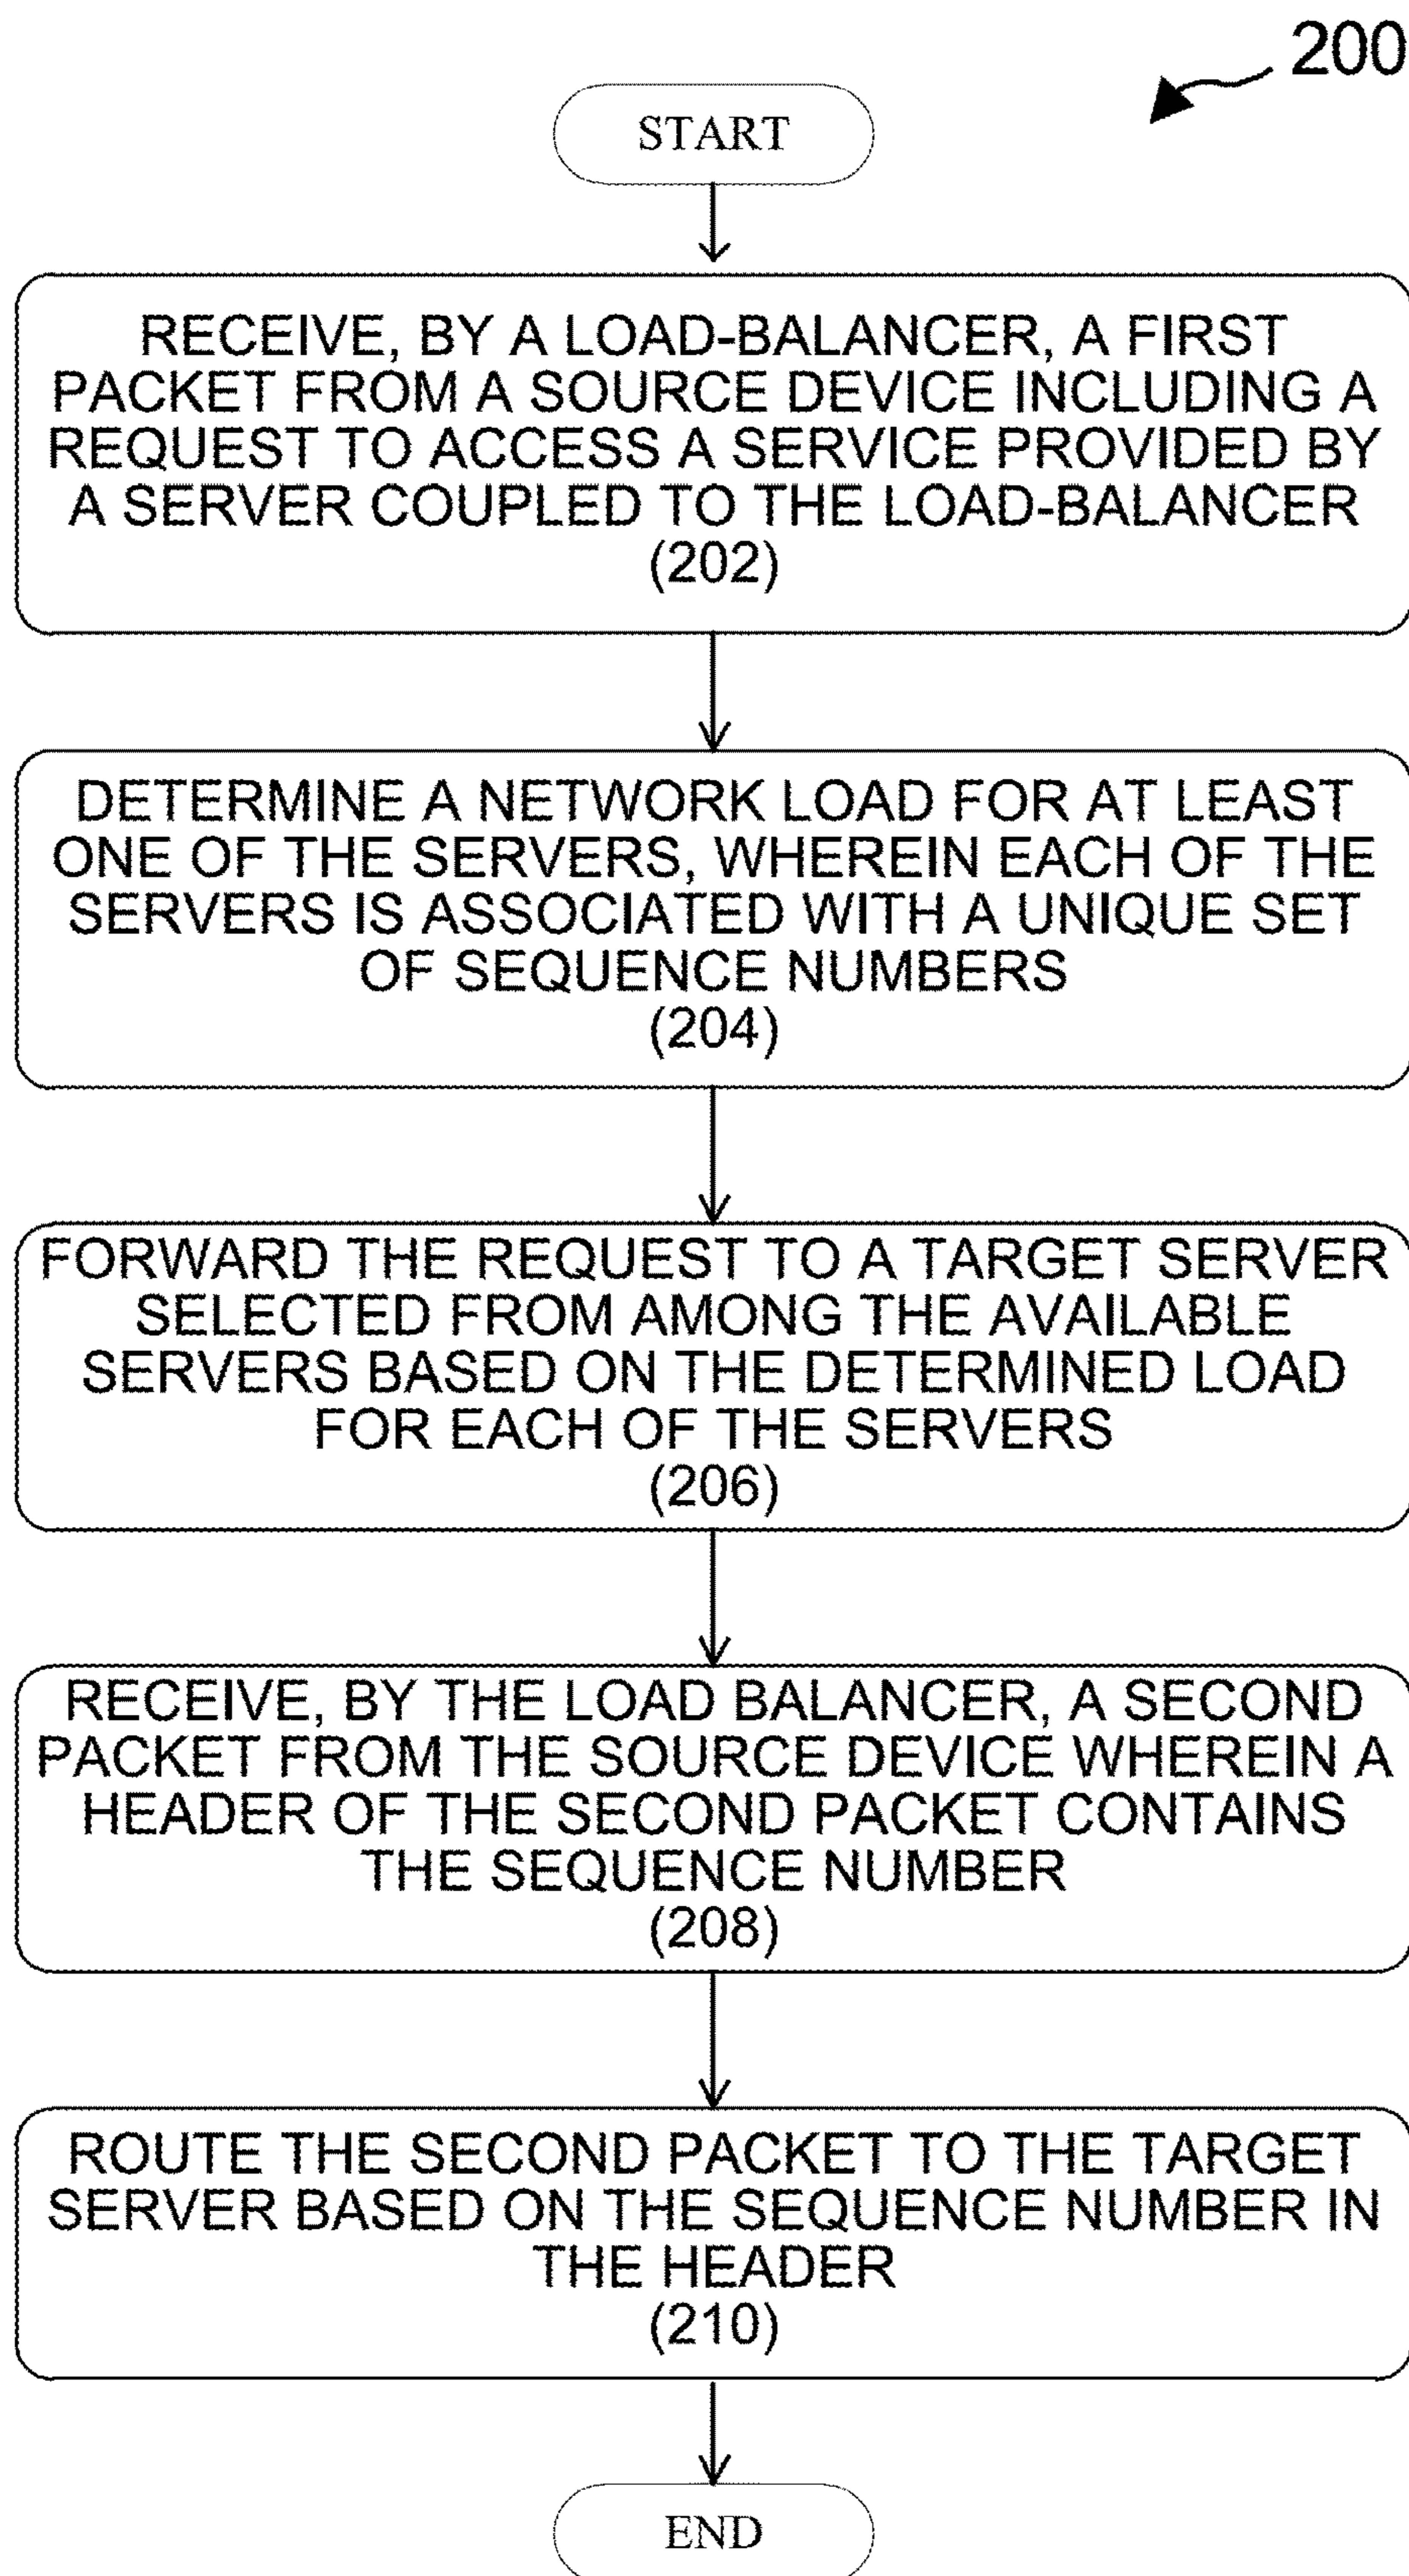 200
START
RECEIVE, BY A LOAD-BALANCER, A FIRST
PACKET FROM A SOURCE DEVICE INCLUDING A
REQUEST TO ACCESS A SERVICE PROVIDED BY
A SERVER COUPLED TO THE LOAD-BALANCER
(202)
DETERMINE A NETWORK LOAD FOR AT LEAST
ONE OF THE SERVERS, WHEREIN EACH OF THE
SERVERS IS ASSOCIATED WITH A UNIQUE SET
OF SEQUENCE NUMBERS
(204)
FORWARD THE REQUEST TO A TARGET SERVER
SELECTED FROM AMONG THE AVAILABLE
SERVERS BASED ON THE DETERMINED LOAD
FOR EACH OF THE SERVERS
(206)
RECEIVE, BY THE LOAD BALANCER, A SECOND
PACKET FROM THE SOURCE DEVICE WHEREIN A
HEADER OF THE SECOND PACKET CONTAINS
THE SEQUENCE NUMBER
(208)
ROUTE THE SECOND PACKET TO THE TARGET
SERVER BASED ON THE SEQUENCE NUMBER IN
THE HEADER
(210)
END